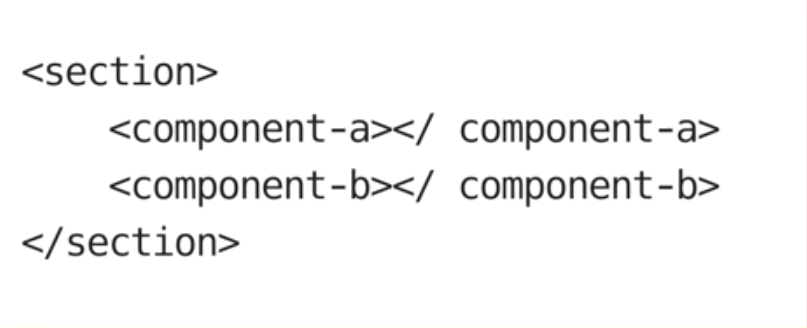 <section>
    <component-a></ component-a>
    <component-b></ component-b>
</section>